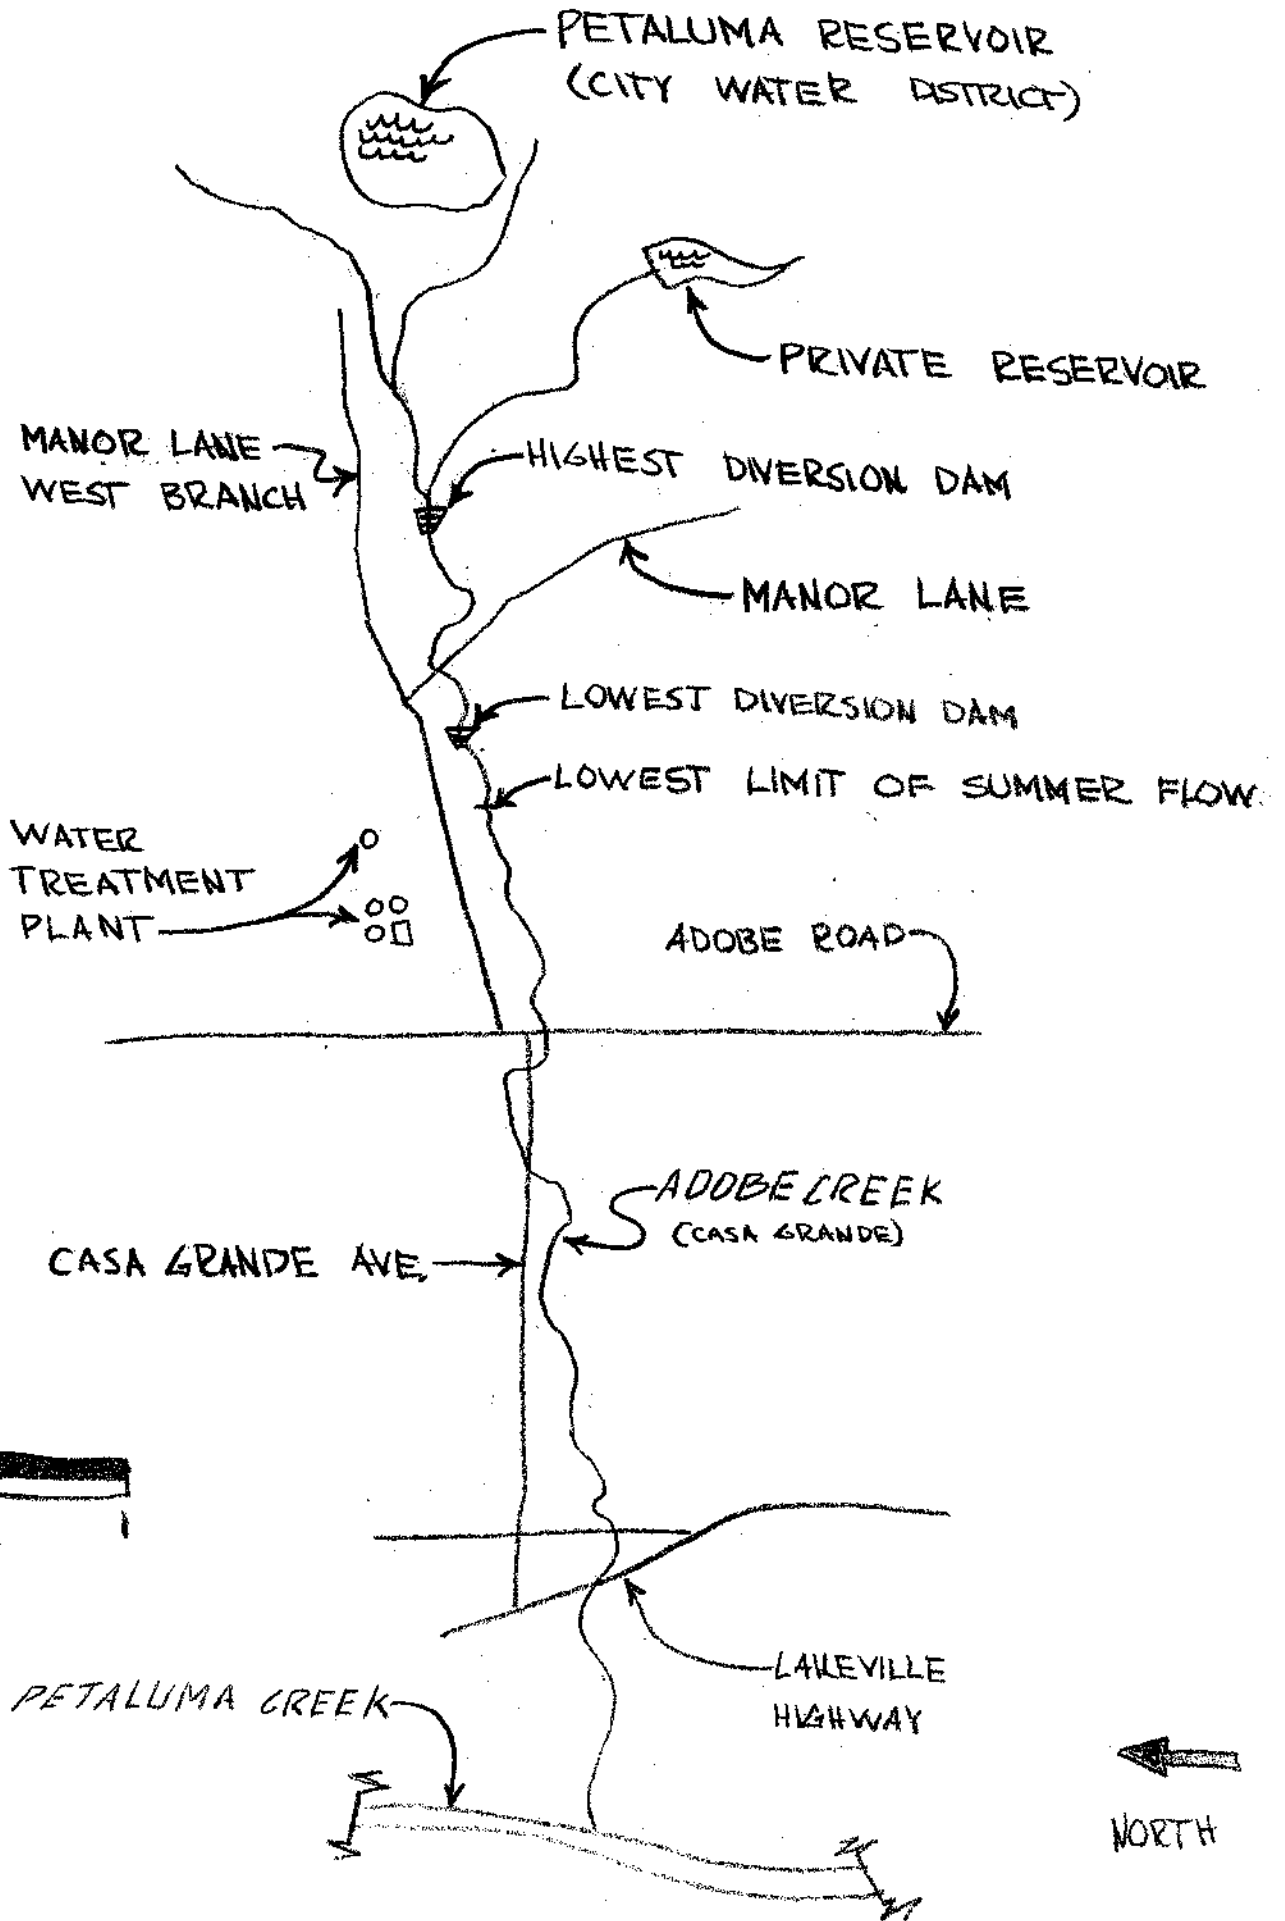 PETALUMA RESERVOIR
(CITY WATER DISTRICT)
PRIVATE RESERVOIR
MANOR LANE
WEST BRANCH
HIGHEST DIVERSION DAM
MANOR LANE
LOWEST DIVERSION DAM
LOWEST LIMIT OF SUMMER FLOW
WATER
TREATMENT
PLANT
ADOBE ROAD
ADOBE CREEK
(CASA GRANDE)
CASA GRANDE AVE.
LAKEVILLE
HIGHWAY
PETALUMA CREEK
NORTH